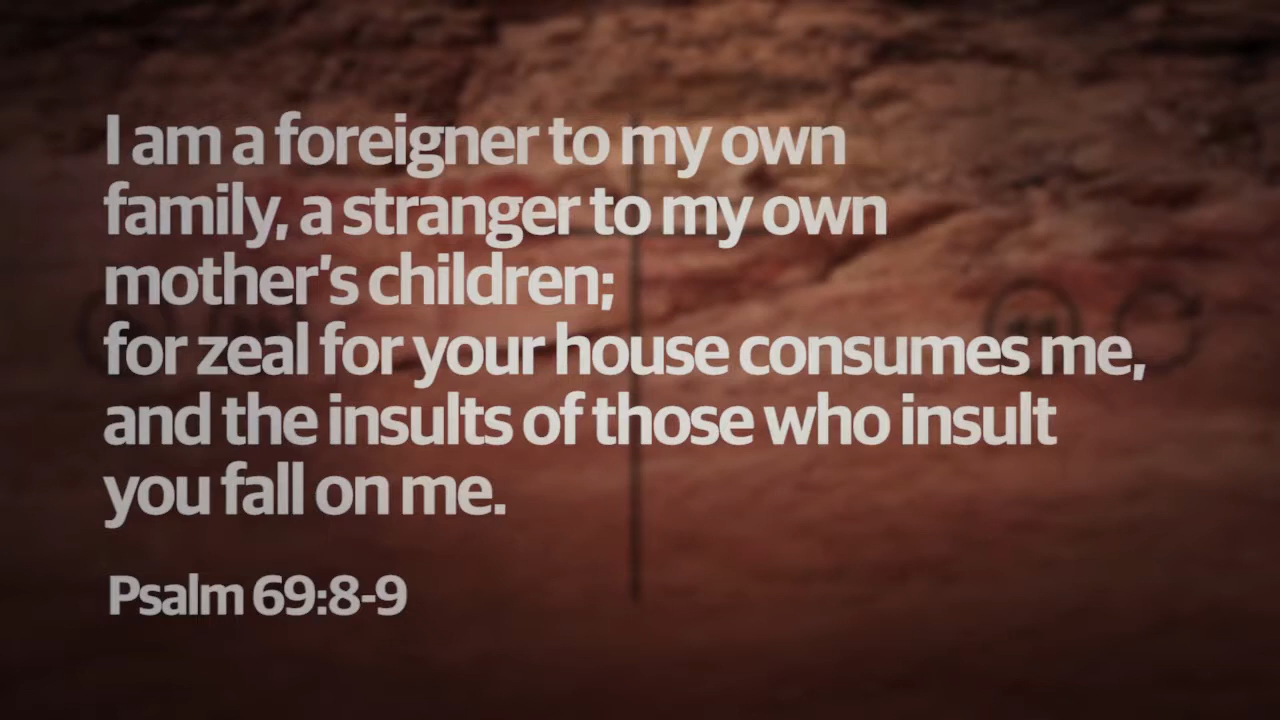 I am a foreigner to my own
family, a stranger to my own
mother's children;
for zeal for your house consumes me,
and the insults of those who insult
you fall on me.
Psalm 69:8-9